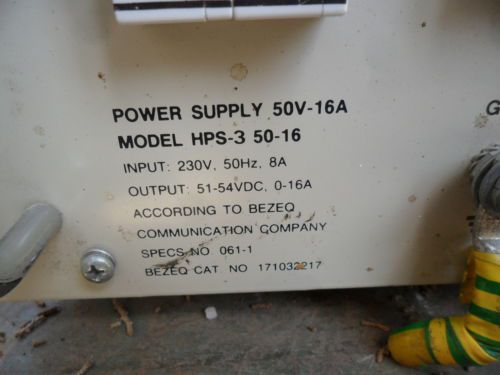 POWER SUPPLY 50V-16A
MODEL HPS-3 50-16
INPUT: 230V, 50Hz, 8A
OUTPUT: 51-54VDC, 0-16A
ACCORDING TO BEZEQ
COMMUNICATION COMPANY
SPECS NO 061-1
BEZEQ CAT. NO 171032217
G